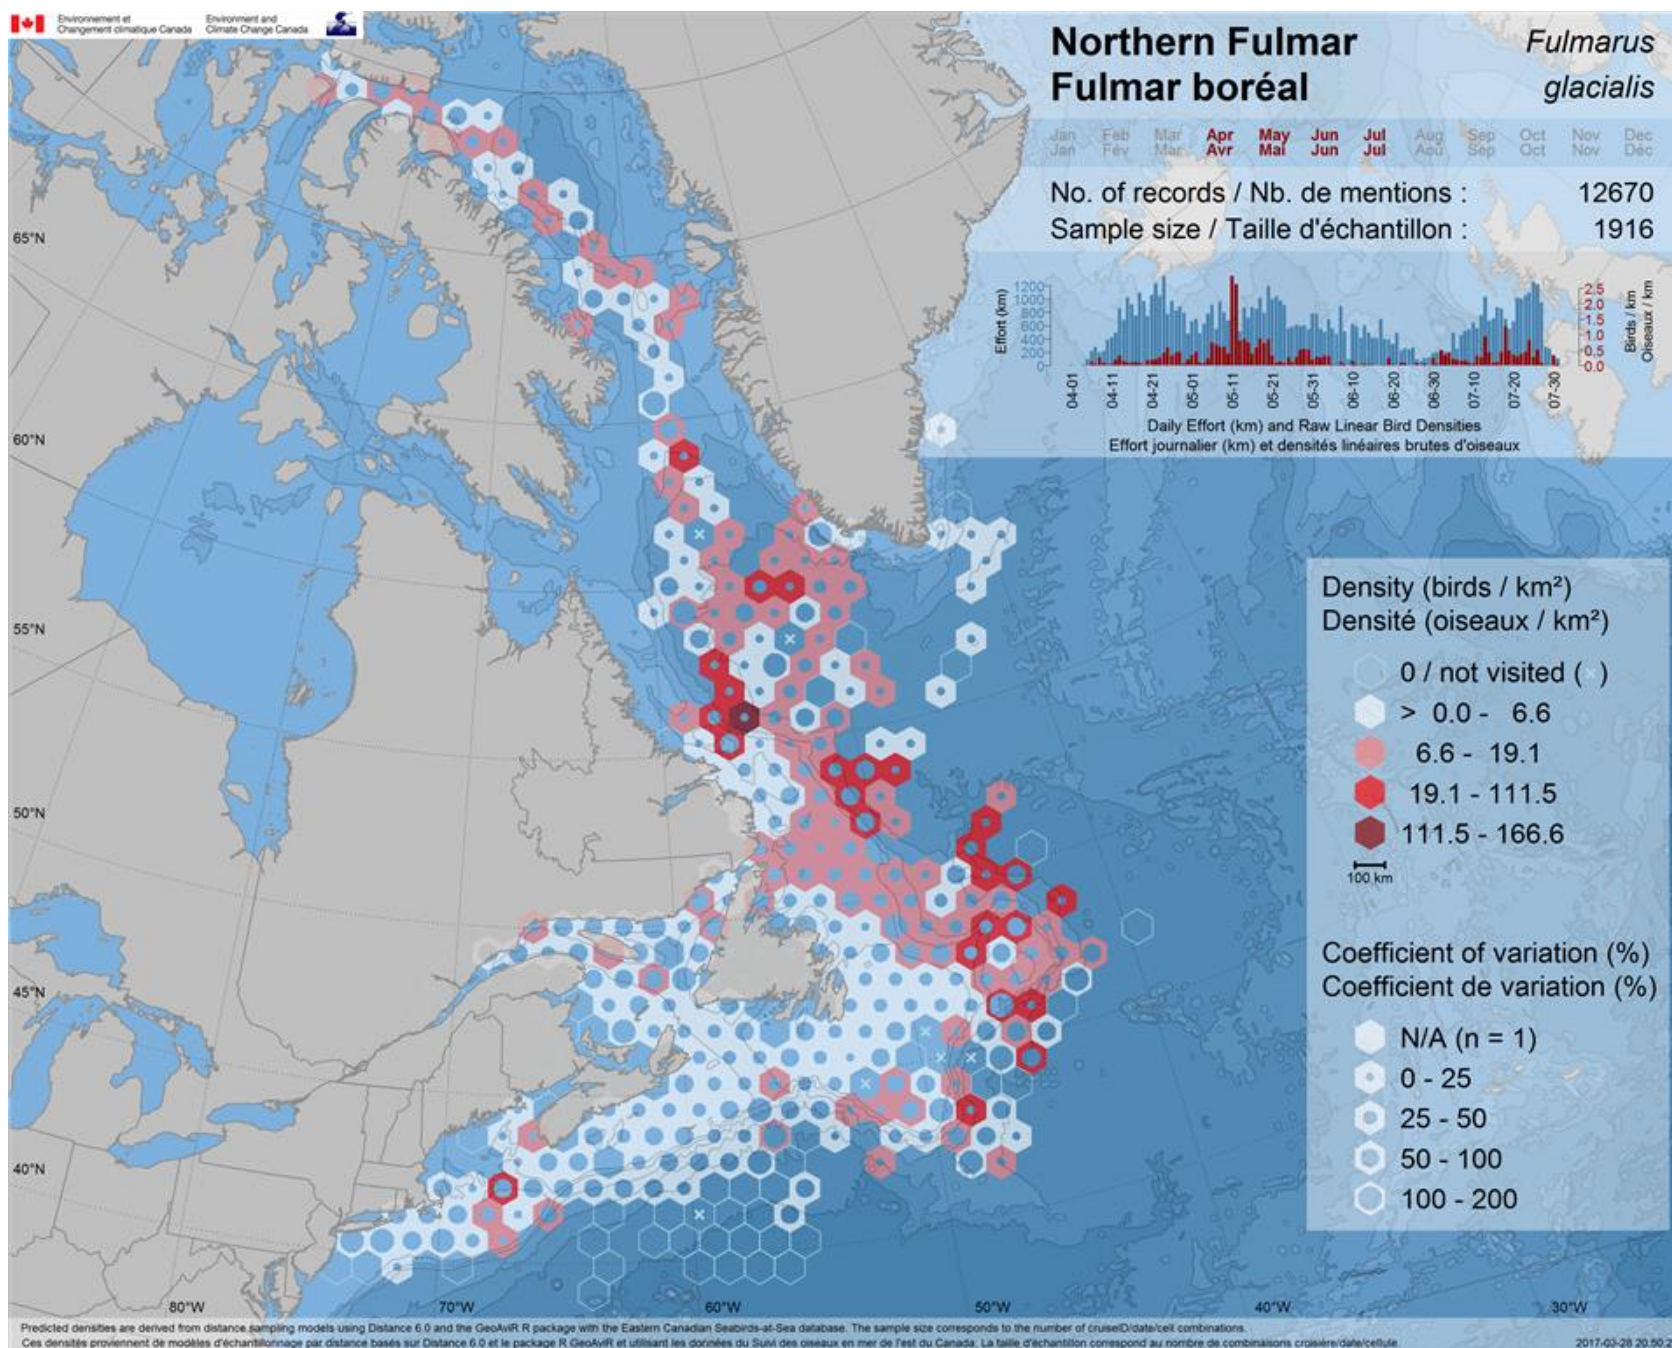 Environnement et
Changement climatique Canada
Environment and
Climate Change Canada
Northern Fulmar
Fulmar boréal
Fulmarus
glacialis
Jan Feb Mar Apr May Jun Jul Aug Sep Oct Nov Dec
Jan Fév Mar Avr Mai Jun Jul Aoû Sep Oct Nov Déc
No. of records / Nb. de mentions : 12670
Sample size / Taille d'échantillon : 1916
Effort (km)
1200
1000
800
600
400
200
0
2.5
2.0
1.5
1.0
0.5
0.0
Birds / km
Oiseaux / km
04-01 04-11 04-21 05-01 05-11 05-21 05-31 06-10 06-20 06-30 07-10 07-20 07-30
Daily Effort (km) and Raw Linear Bird Densities
Effort journalier (km) et densités linéaires brutes d'oiseaux
65°N
60°N
55°N
50°N
45°N
40°N
Density (birds / km²)
Densité (oiseaux / km²)
0 / not visited ( × )
> 0.0 - 6.6
6.6 - 19.1
19.1 - 111.5
111.5 - 166.6
100 km
Coefficient of variation (%)
Coefficient de variation (%)
N/A (n = 1)
0 - 25
25 - 50
50 - 100
100 - 200
80°W 70°W 60°W 50°W 40°W 30°W
Predicted densities are derived from distance sampling models using Distance 6.0 and the GeoAviR R package with the Eastern Canadian Seabirds-at-Sea database. The sample size corresponds to the number of cruiseID/date/cell combinations.
Ces densités proviennent de modèles d'échantillonnage par distance basés sur Distance 6.0 et le package R GeoAviR et utilisant les données du Suivi des oiseaux en mer de l'est du Canada. La taille d'échantillon correspond au nombre de combinaisons croisière/date/cellule.
2017-03-28 20:50:2